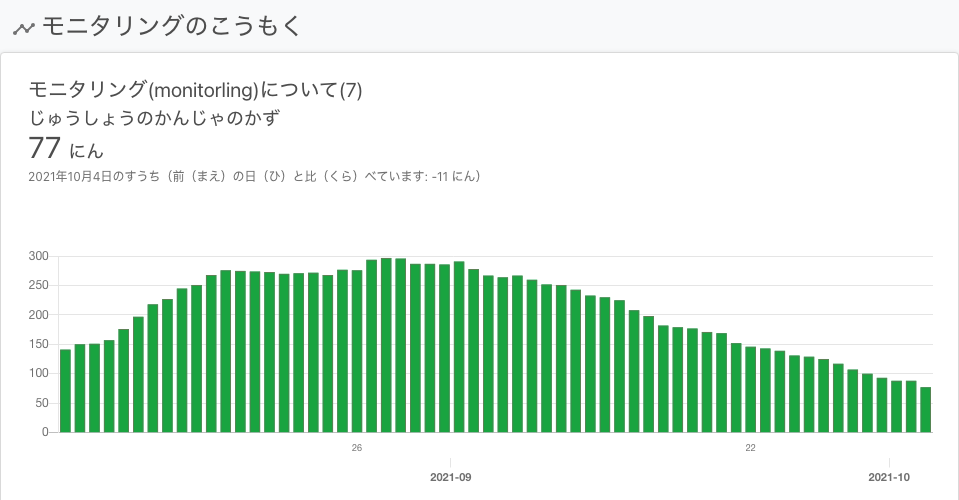 モニタリングのこうもく
モニタリング(monitorling)について(7)
じゅうしょうのかんじゃのかず
77 にん
2021年10月4日のすうち（前（まえ）の日（ひ）と比（くら）べています: -11 にん）
300
250
200
150
100
50
0
26
22
2021-09
2021-10